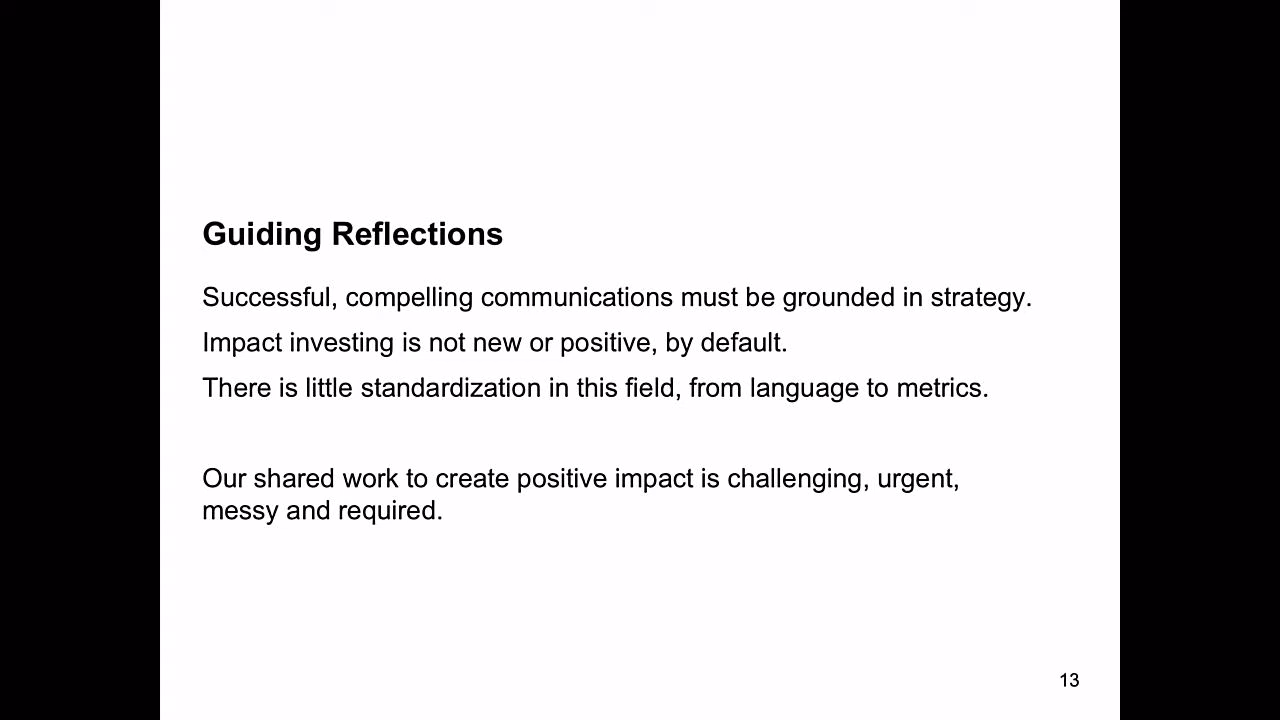 Guiding Reflections
Successful, compelling communications must be grounded in strategy.
Impact investing is not new or positive, by default.
There is little standardization in this field, from language to metrics.
Our shared work to create positive impact is challenging, urgent,
messy and required.
13